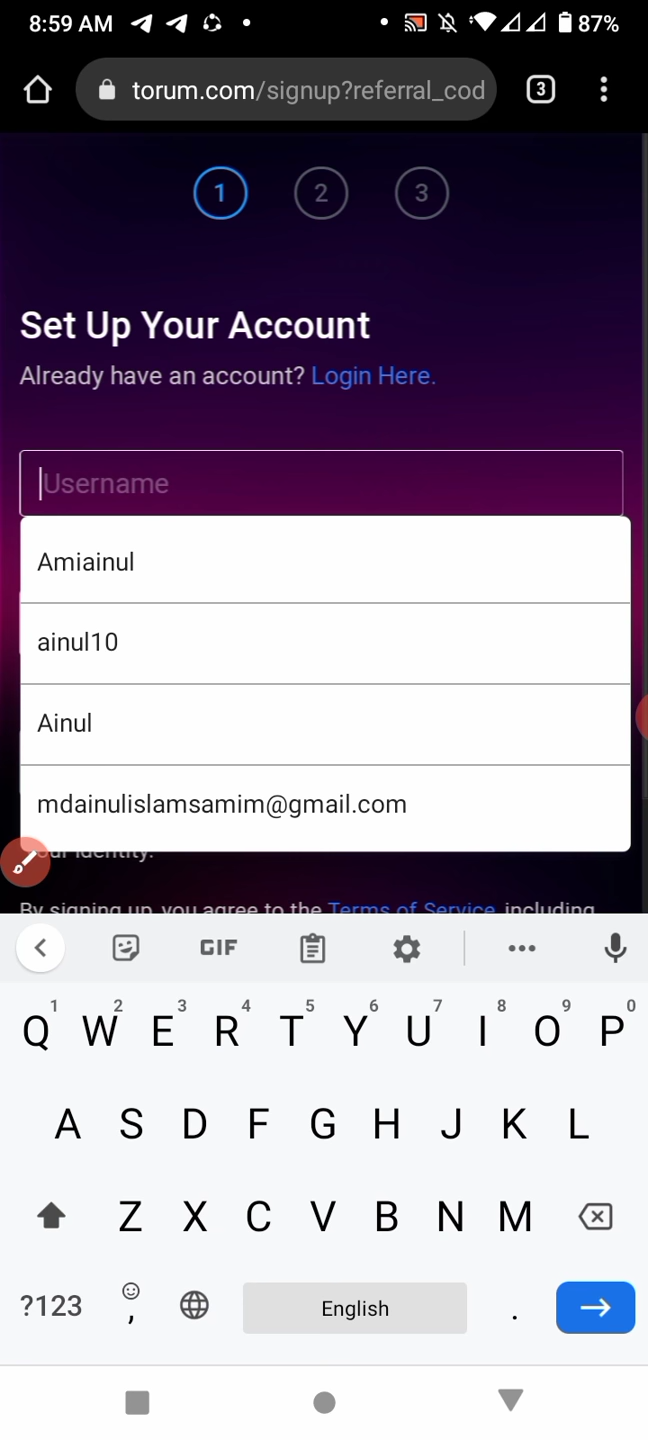 8:59 AM
87%
torum.com/signup?referral_cod
3
1 2 3
Set Up Your Account
Already have an account? Login Here.
Username
Amiainul
ainul10
Ainul
mdainulislamsamim@gmail.com
your identity.
By signing up, you agree to the Terms of Service, including
GIF
1 2 3 4 5 6 7 8 9 0
Q W E R T Y U I O P
A S D F G H J K L
Z X C V B N M
?123 , English .